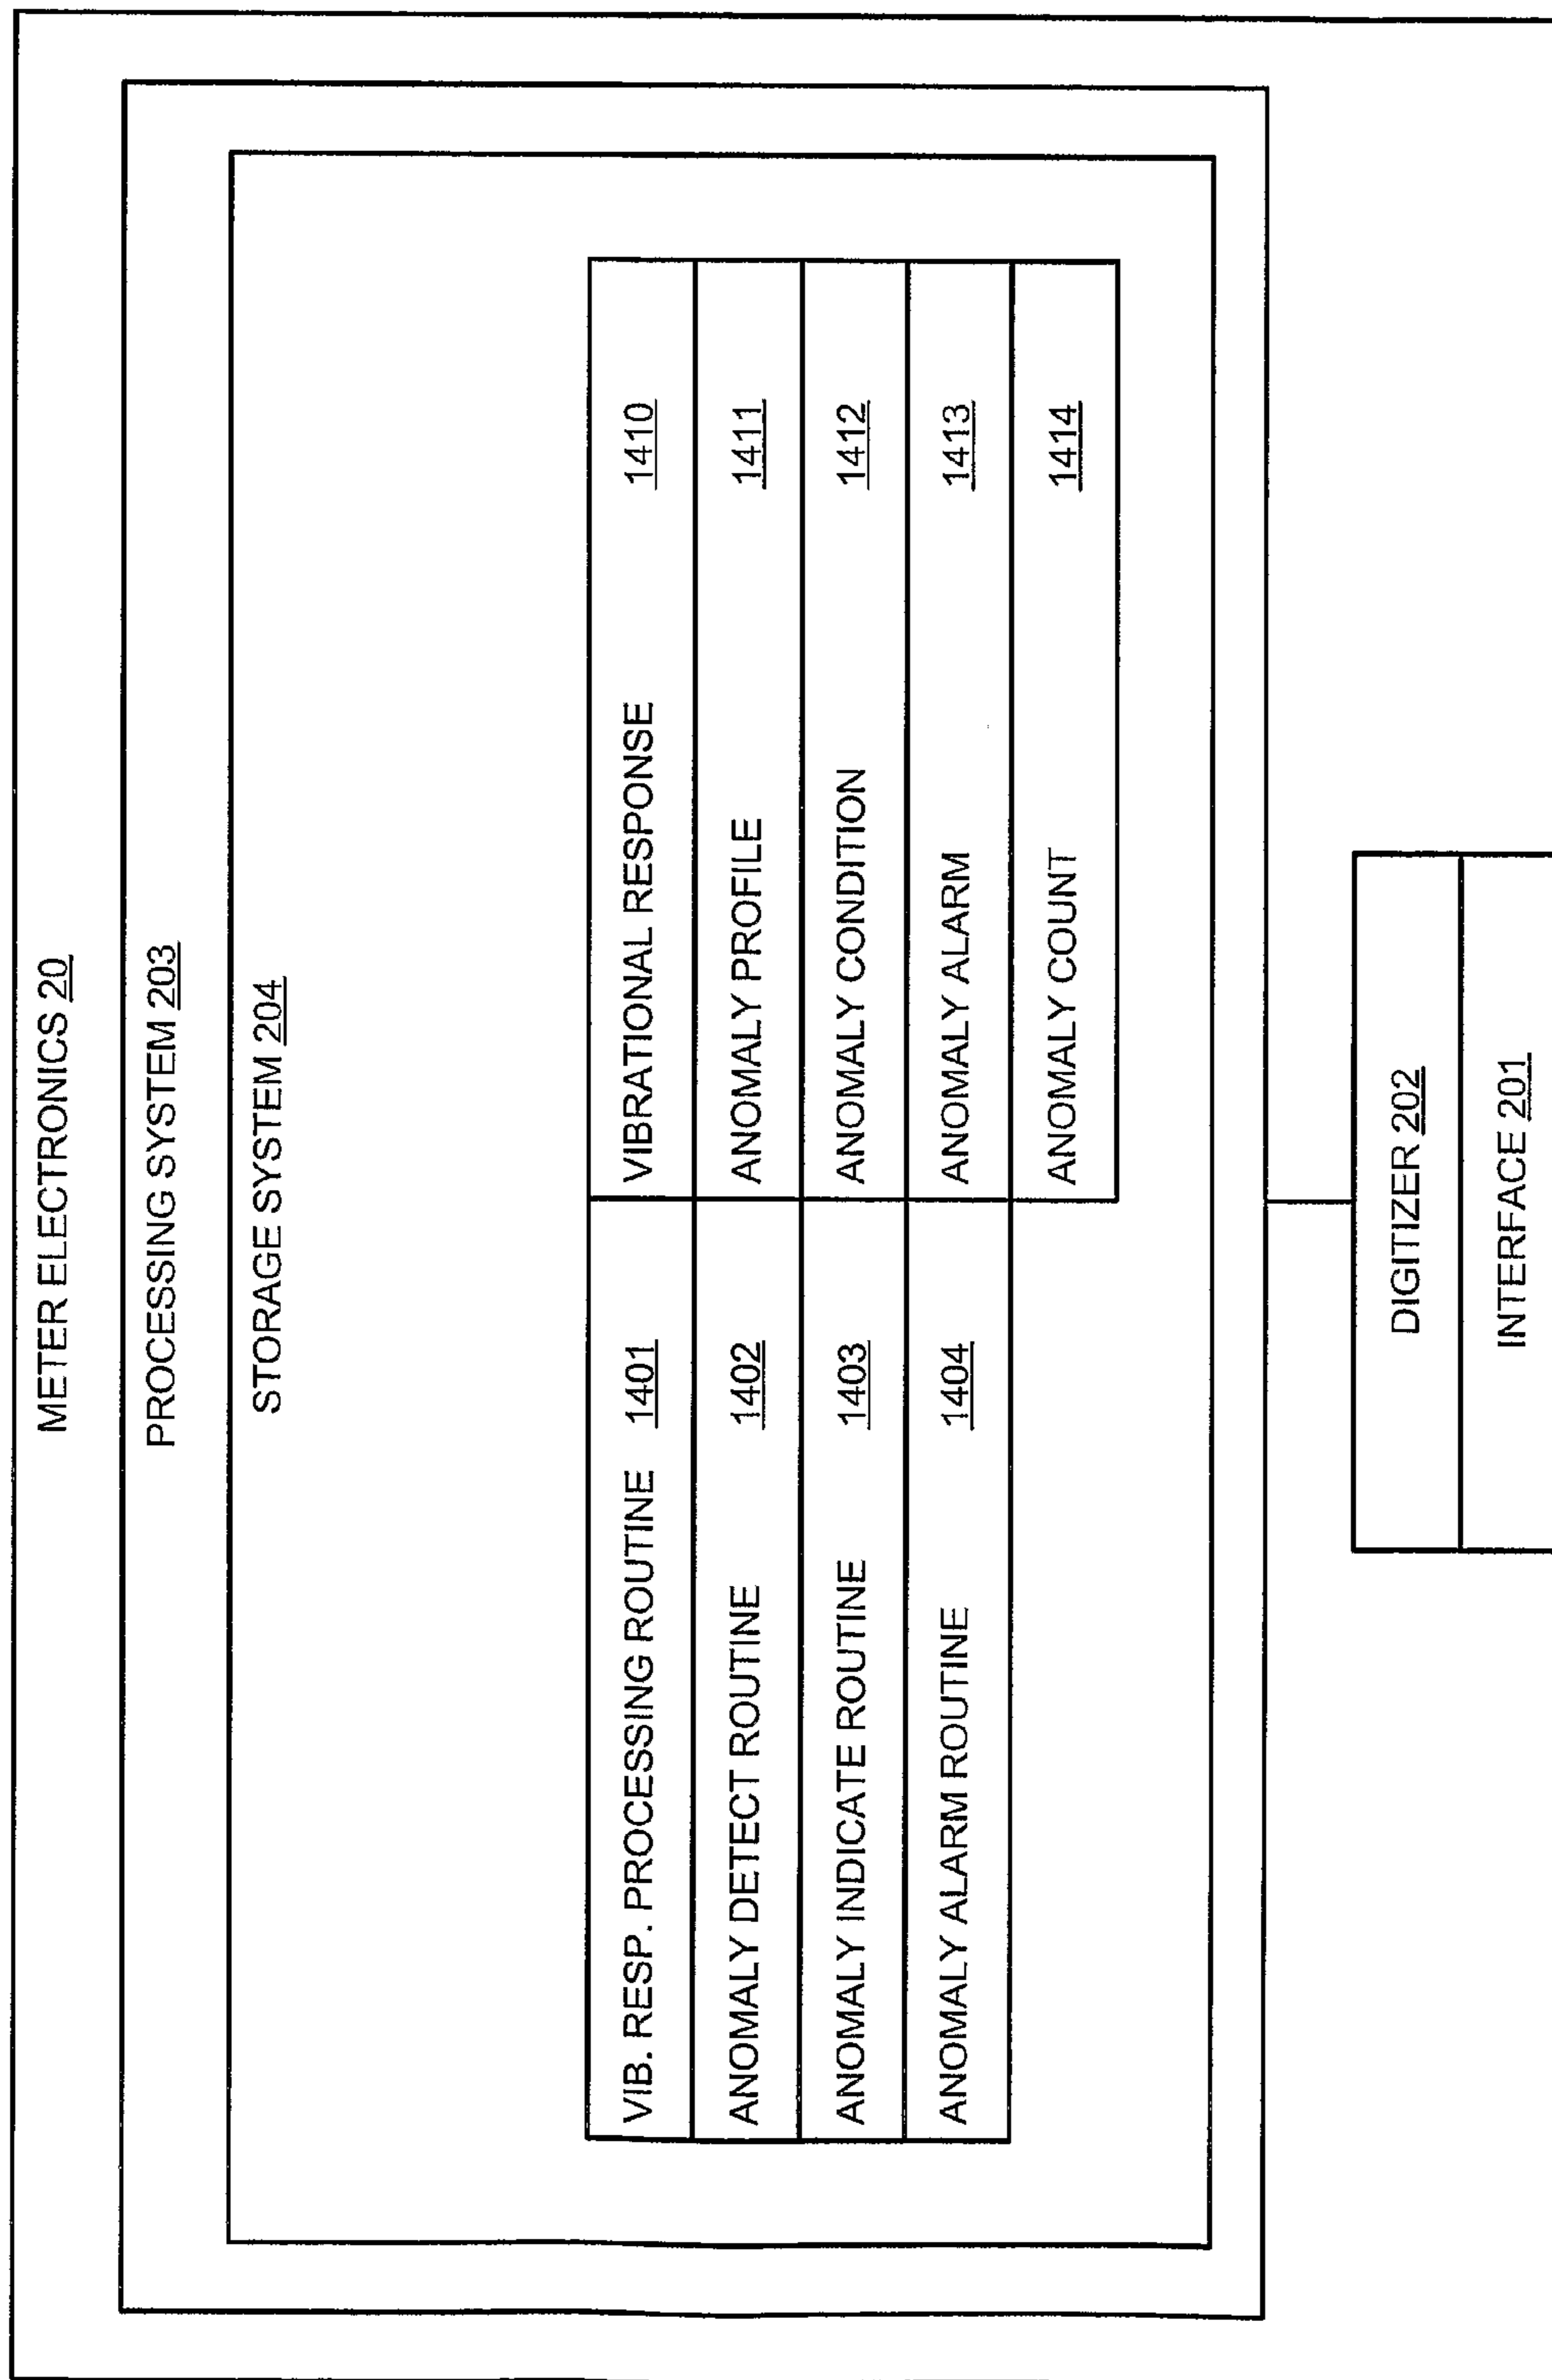 METER ELECTRONICS 20
PROCESSING SYSTEM 203
STORAGE SYSTEM 204
VIB. RESP. PROCESSING ROUTINE 1401
ANOMALY DETECT ROUTINE 1402
ANOMALY INDICATE ROUTINE 1403
ANOMALY ALARM ROUTINE 1404
VIBRATIONAL RESPONSE 1410
ANOMALY PROFILE 1411
ANOMALY CONDITION 1412
ANOMALY ALARM 1413
ANOMALY COUNT 1414
DIGITIZER 202
INTERFACE 201